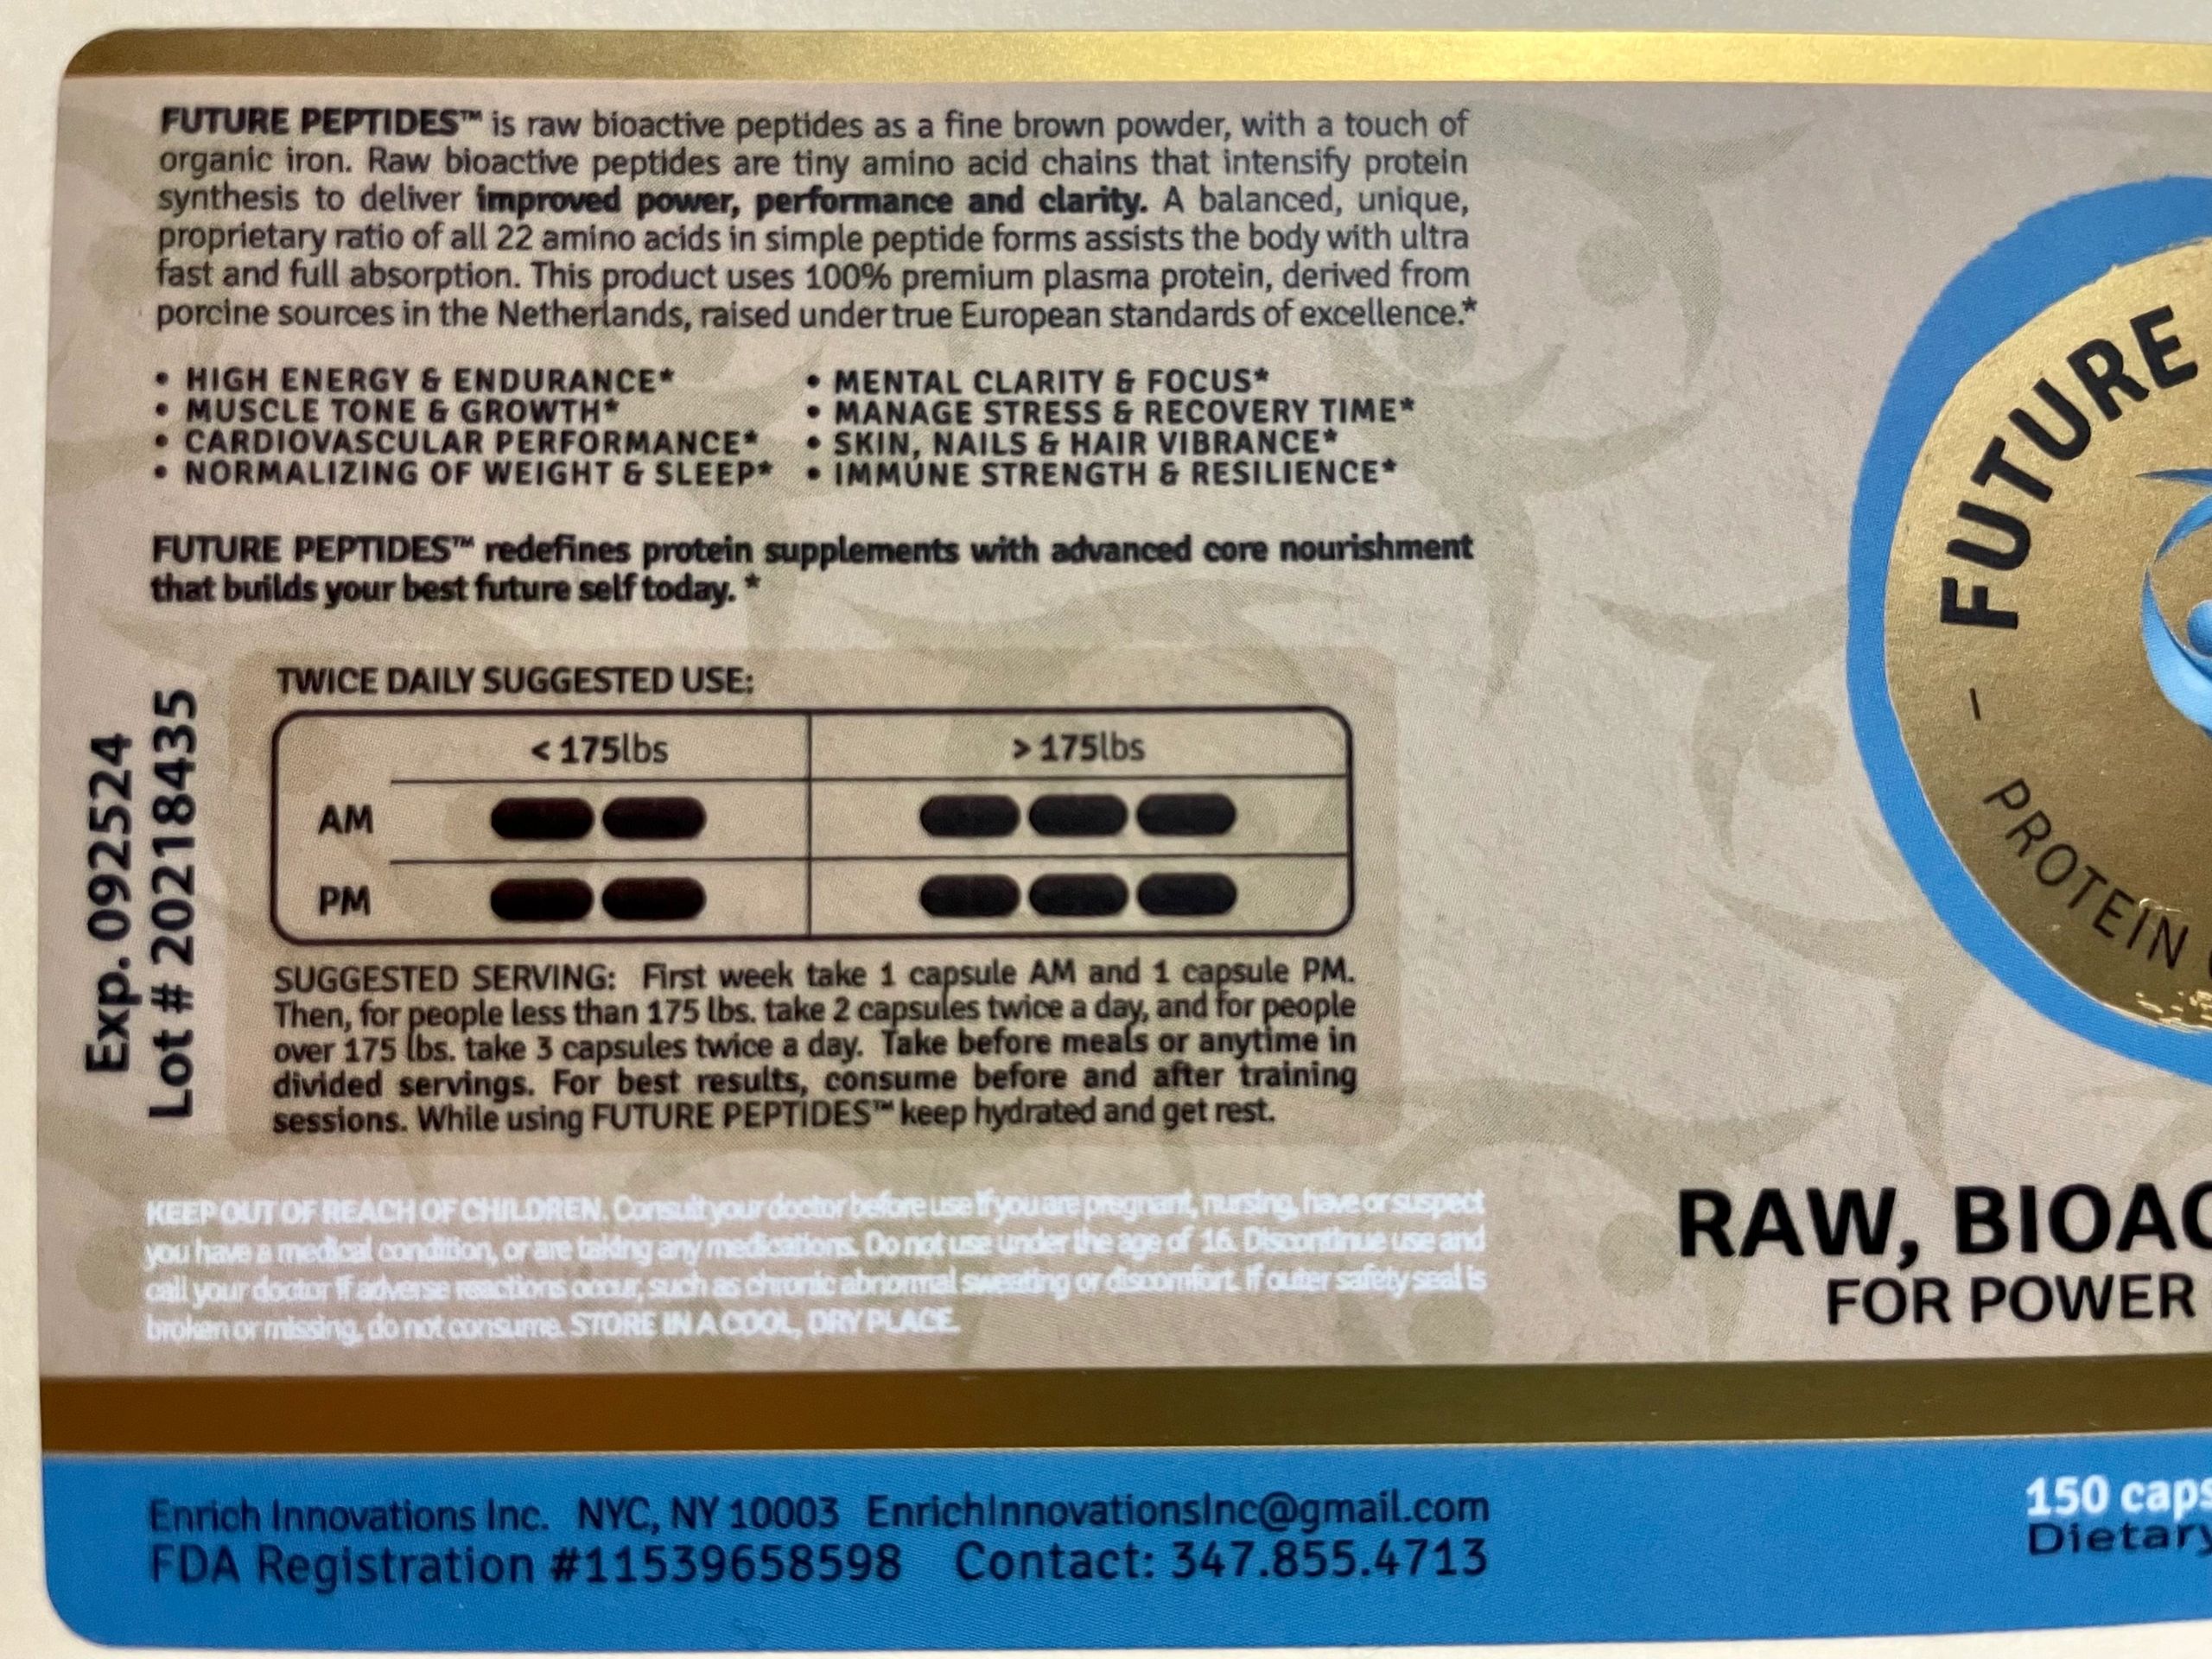 FUTURE PEPTIDES™ is raw bioactive peptides as a fine brown powder, with a touch of
organic iron. Raw bioactive peptides are tiny amino acid chains that intensify protein
synthesis to deliver improved power, performance and clarity. A balanced, unique,
proprietary ratio of all 22 amino acids in simple peptide forms assists the body with ultra
fast and full absorption. This product uses 100% premium plasma protein, derived from
porcine sources in the Netherlands, raised under true European standards of excellence.*
• HIGH ENERGY & ENDURANCE*
• MUSCLE TONE & GROWTH*
• CARDIOVASCULAR PERFORMANCE*
• NORMALIZING OF WEIGHT & SLEEP*
• MENTAL CLARITY & FOCUS*
• MANAGE STRESS & RECOVERY TIME*
• SKIN, NAILS & HAIR VIBRANCE*
• IMMUNE STRENGTH & RESILIENCE*
FUTURE PEPTIDES™ redefines protein supplements with advanced core nourishment
that builds your best future self today. *
Exp. 092524
Lot # 20218435
TWICE DAILY SUGGESTED USE:
< 175lbs > 175lbs
AM
PM
SUGGESTED SERVING: First week take 1 capsule AM and 1 capsule PM.
Then, for people less than 175 lbs. take 2 capsules twice a day, and for people
over 175 lbs. take 3 capsules twice a day. Take before meals or anytime in
divided servings. For best results, consume before and after training
sessions. While using FUTURE PEPTIDES™ keep hydrated and get rest.
KEEP OUT OF REACH OF CHILDREN. Consult your doctor before use if you are pregnant, nursing, have or suspect
you have a medical condition, or are taking any medications. Do not use under the age of 16. Discontinue use and
call your doctor if adverse reactions occur, such as chronic abnormal sweating or discomfort. If outer safety seal is
broken or missing, do not consume. STORE IN A COOL, DRY PLACE.
Enrich Innovations Inc. NYC, NY 10003 EnrichInnovationsInc@gmail.com
FDA Registration #11539658598 Contact: 347.855.4713
– FUTURE
PROTEIN
RAW, BIOAC
FOR POWER
150 caps
Dietary